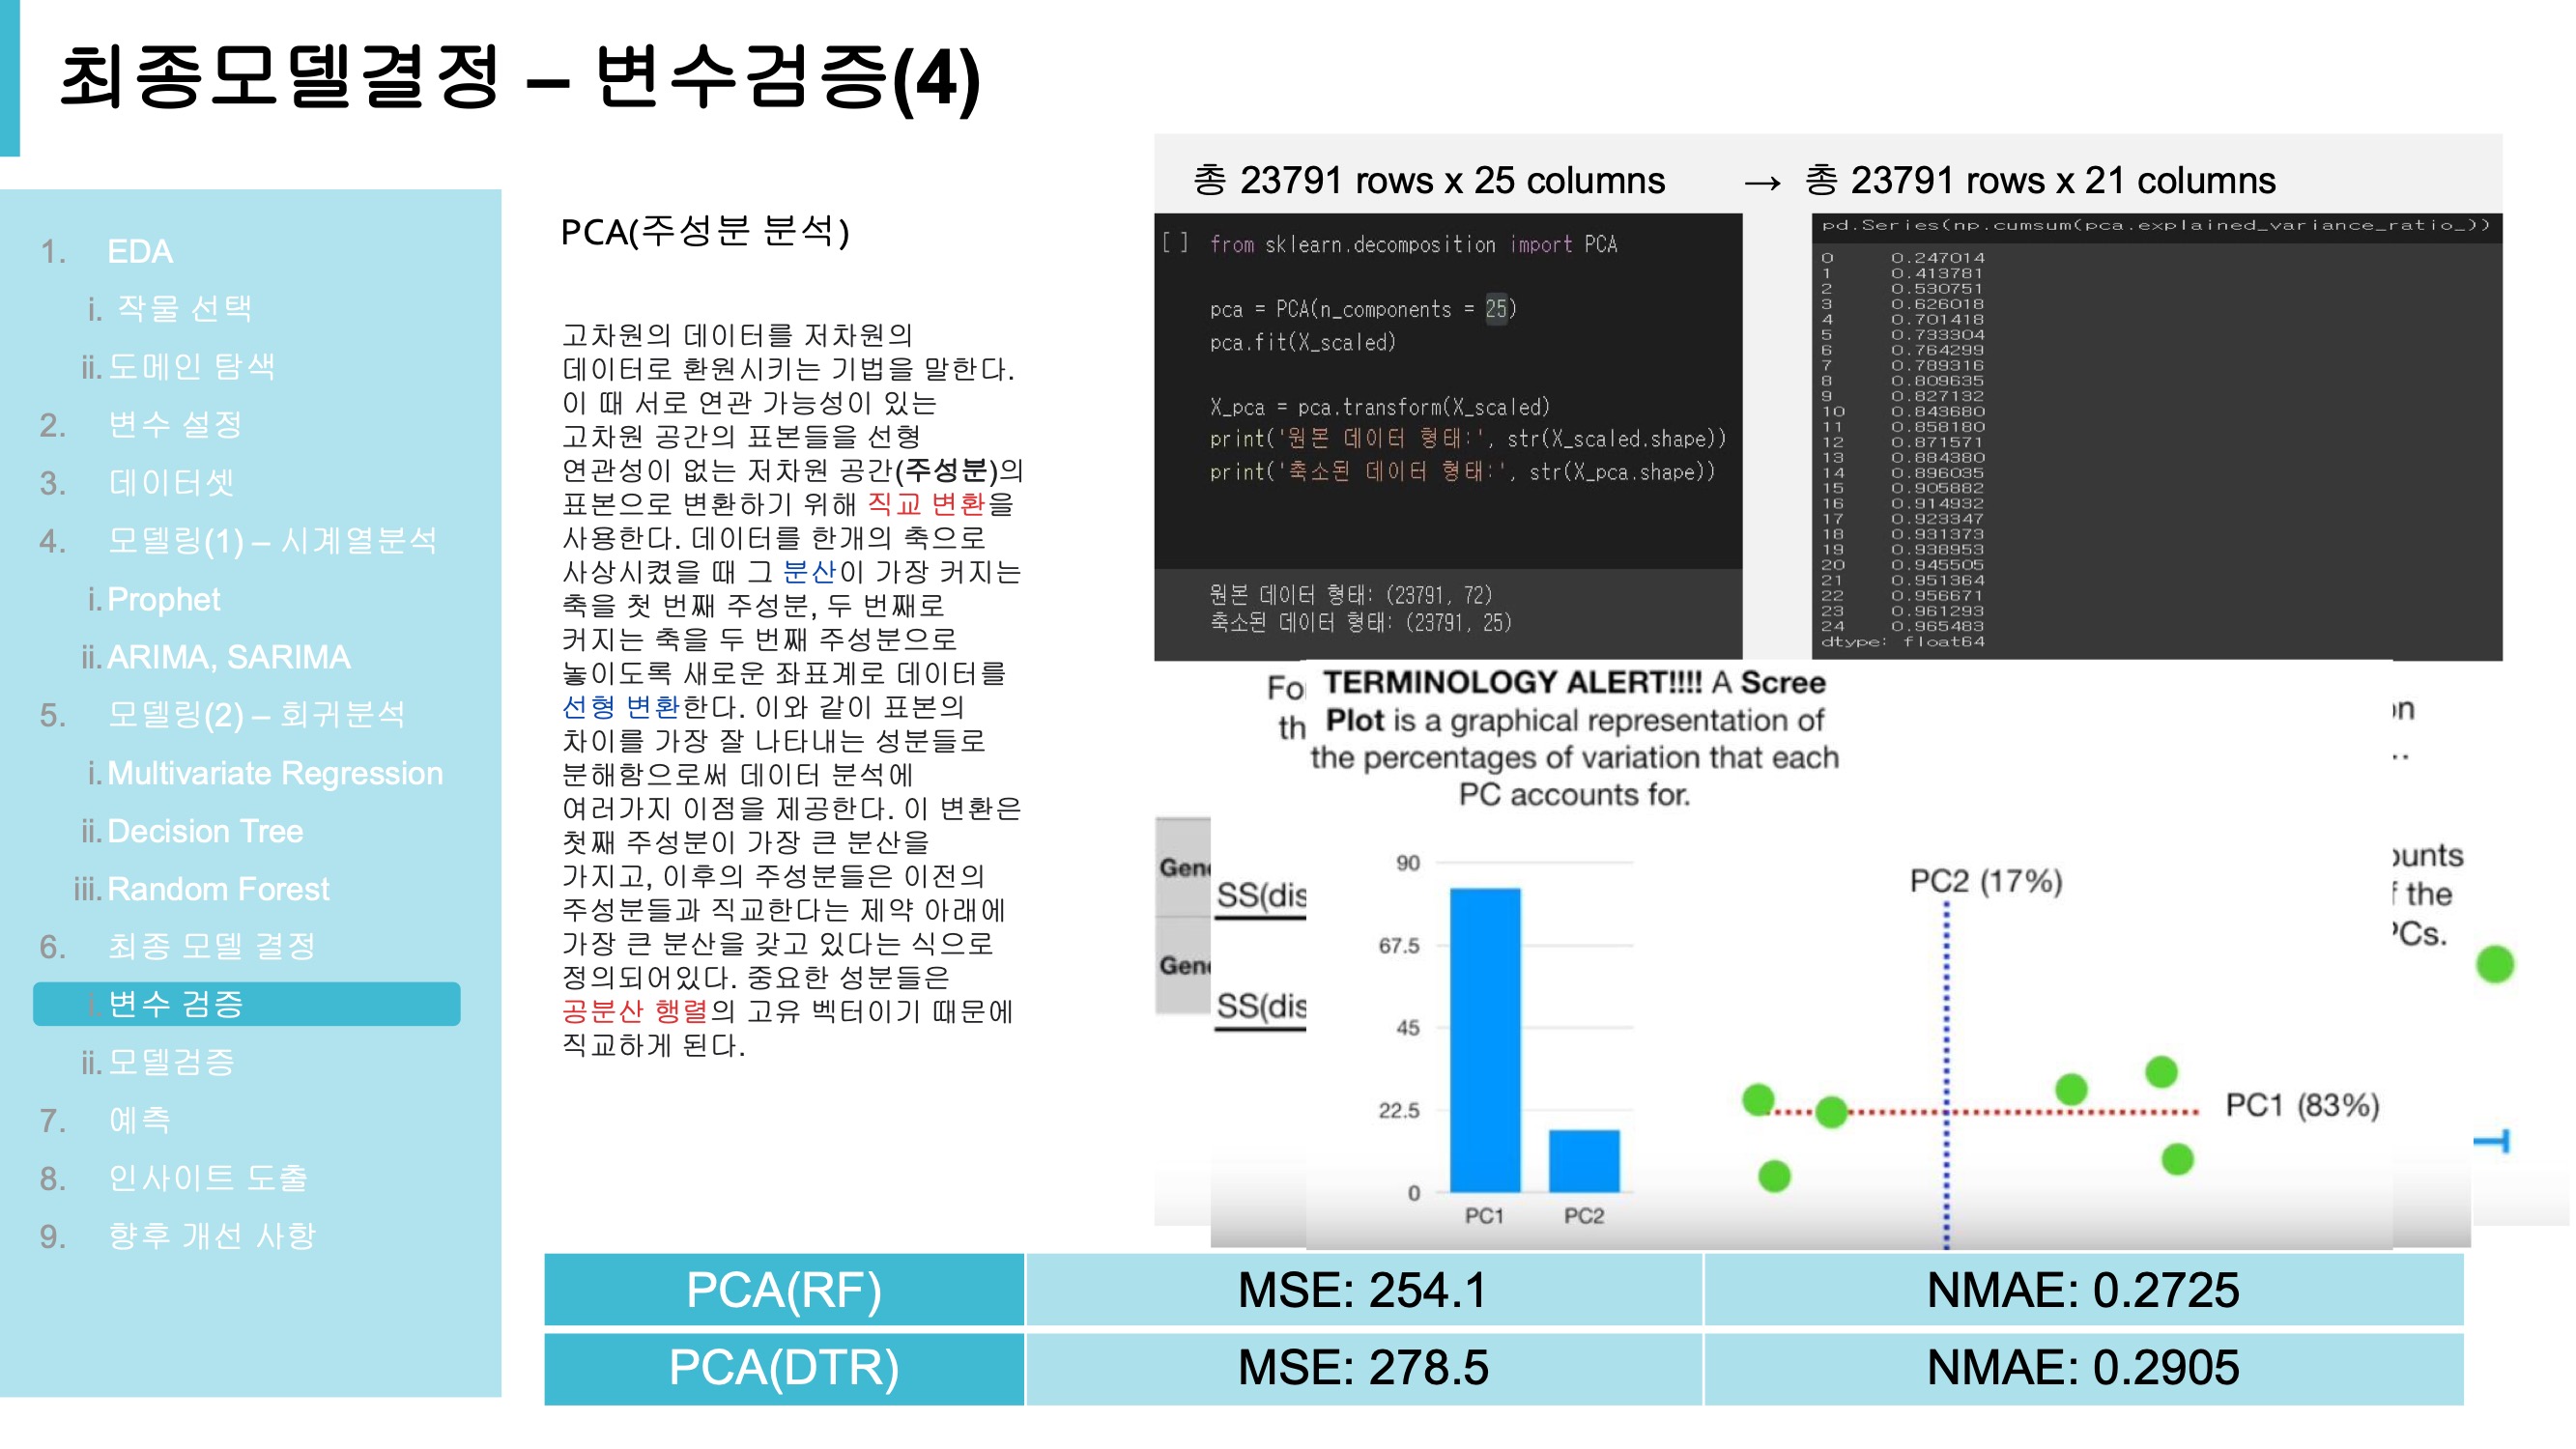 최종모델결정 – 변수검증(4)
1. EDA
i. 작물 선택
ii. 도메인 탐색
2. 변수 설정
3. 데이터셋
4. 모델링(1) – 시계열분석
i. Prophet
ii. ARIMA, SARIMA
5. 모델링(2) – 회귀분석
i. Multivariate Regression
ii. Decision Tree
iii. Random Forest
6. 최종 모델 결정
i. 변수 검증
ii. 모델검증
7. 예측
8. 인사이트 도출
9. 향후 개선 사항
PCA(주성분 분석)
고차원의 데이터를 저차원의
데이터로 환원시키는 기법을 말한다.
이 때 서로 연관 가능성이 있는
고차원 공간의 표본들을 선형
연관성이 없는 저차원 공간(주성분)의
표본으로 변환하기 위해 직교 변환을
사용한다. 데이터를 한개의 축으로
사상시켰을 때 그 분산이 가장 커지는
축을 첫 번째 주성분, 두 번째로
커지는 축을 두 번째 주성분으로
놓이도록 새로운 좌표계로 데이터를
선형 변환한다. 이와 같이 표본의
차이를 가장 잘 나타내는 성분들로
분해함으로써 데이터 분석에
여러가지 이점을 제공한다. 이 변환은
첫째 주성분이 가장 큰 분산을
가지고, 이후의 주성분들은 이전의
주성분들과 직교한다는 제약 아래에
가장 큰 분산을 갖고 있다는 식으로
정의되어있다. 중요한 성분들은
공분산 행렬의 고유 벡터이기 때문에
직교하게 된다.
총 23791 rows x 25 columns → 총 23791 rows x 21 columns
[ ] from sklearn.decomposition import PCA
pca = PCA(n_components = 25)
pca.fit(X_scaled)
X_pca = pca.transform(X_scaled)
print('원본 데이터 형태:', str(X_scaled.shape))
print('축소된 데이터 형태:', str(X_pca.shape))
원본 데이터 형태: (23791, 72)
축소된 데이터 형태: (23791, 25)
pd.Series(np.cumsum(pca.explained_variance_ratio_))
0 0.247014
1 0.413781
2 0.530751
3 0.626018
4 0.701418
5 0.733304
6 0.764299
7 0.789316
8 0.809635
9 0.827132
10 0.843680
11 0.858180
12 0.871571
13 0.884380
14 0.896035
15 0.905882
16 0.914932
17 0.923347
18 0.931373
19 0.938953
20 0.945505
21 0.951364
22 0.956671
23 0.961293
24 0.965483
dtype: float64
Fo
th
TERMINOLOGY ALERT!!!! A Scree
Plot is a graphical representation of
the percentages of variation that each
PC accounts for.
Gen
Gen
SS(dis
SS(dis
90
67.5
45
22.5
0
PC1 PC2
PC2 (17%)
PC1 (83%)
on
..
ounts
f the
PCs.
PCA(RF) MSE: 254.1 NMAE: 0.2725
PCA(DTR) MSE: 278.5 NMAE: 0.2905